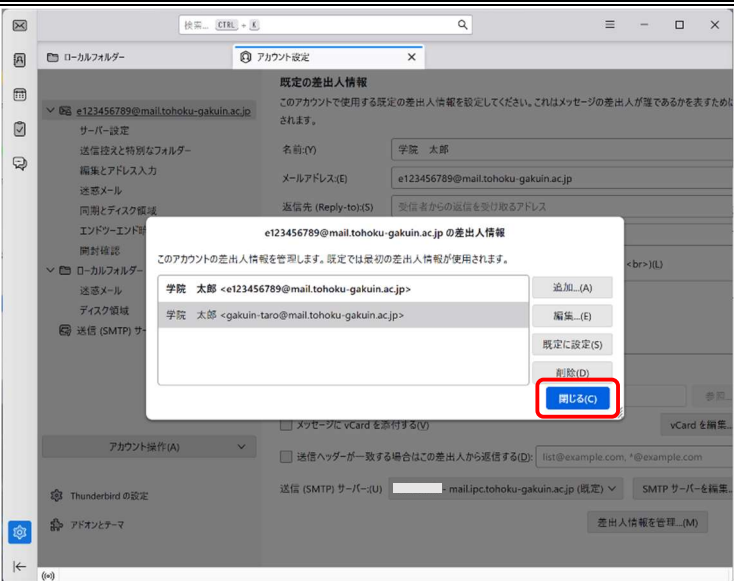 検索... CTRL + K
ローカルフォルダー
アカウント設定
既定の差出人情報
このアカウントで使用する既定の差出人情報を設定してください。これはメッセージの差出人が誰であるかを表すため
されます。
e123456789@mail.tohoku-gakuin.ac.jp
サーバー設定
送信控えと特別なフォルダー
編集とアドレス入力
迷惑メール
同期とディスク領域
エンドツーエンド
開封確認
ローカルフォルダー
迷惑メール
ディスク領域
送信 (SMTP) サー
アカウント操作(A)
Thunderbird の設定
アドオンとテーマ
名前:(Y)
学院 太郎
メールアドレス:(E)
e123456789@mail.tohoku-gakuin.ac.jp
返信先 (Reply-to):(S)
受信者からの返信を受け取るアドレス
<br>)(L)
e123456789@mail.tohoku-gakuin.ac.jp の差出人情報
このアカウントの差出人情報を管理します。既定では最初の差出人情報が使用されます。
学院 太郎 <e123456789@mail.tohoku-gakuin.ac.jp>
学院 太郎 <gakuin-taro@mail.tohoku-gakuin.ac.jp>
追加...(A)
編集...(E)
既定に設定(S)
削除(D)
閉じる(C)
参照...
メッセージに vCard を添付する(V)
vCard を編集...
送信ヘッダーが一致する場合はこの差出人から返信する(D):
list@example.com, *@example.com
送信 (SMTP) サーバー:(U)
- mail.ipc.tohoku-gakuin.ac.jp (既定)
SMTP サーバーを編集...
差出人情報を管理...(M)